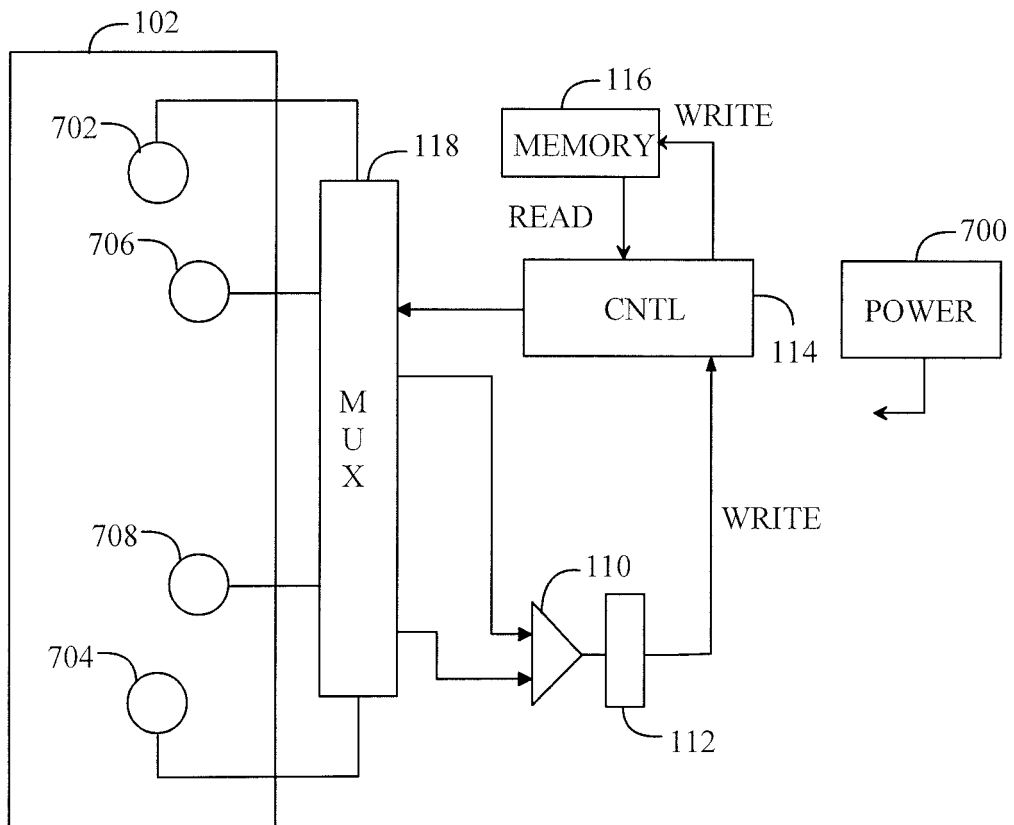 102
116
WRITE
702
118
MEMORY
READ
700
706
CNTL
POWER
114
M
U
X
WRITE
708
110
704
112